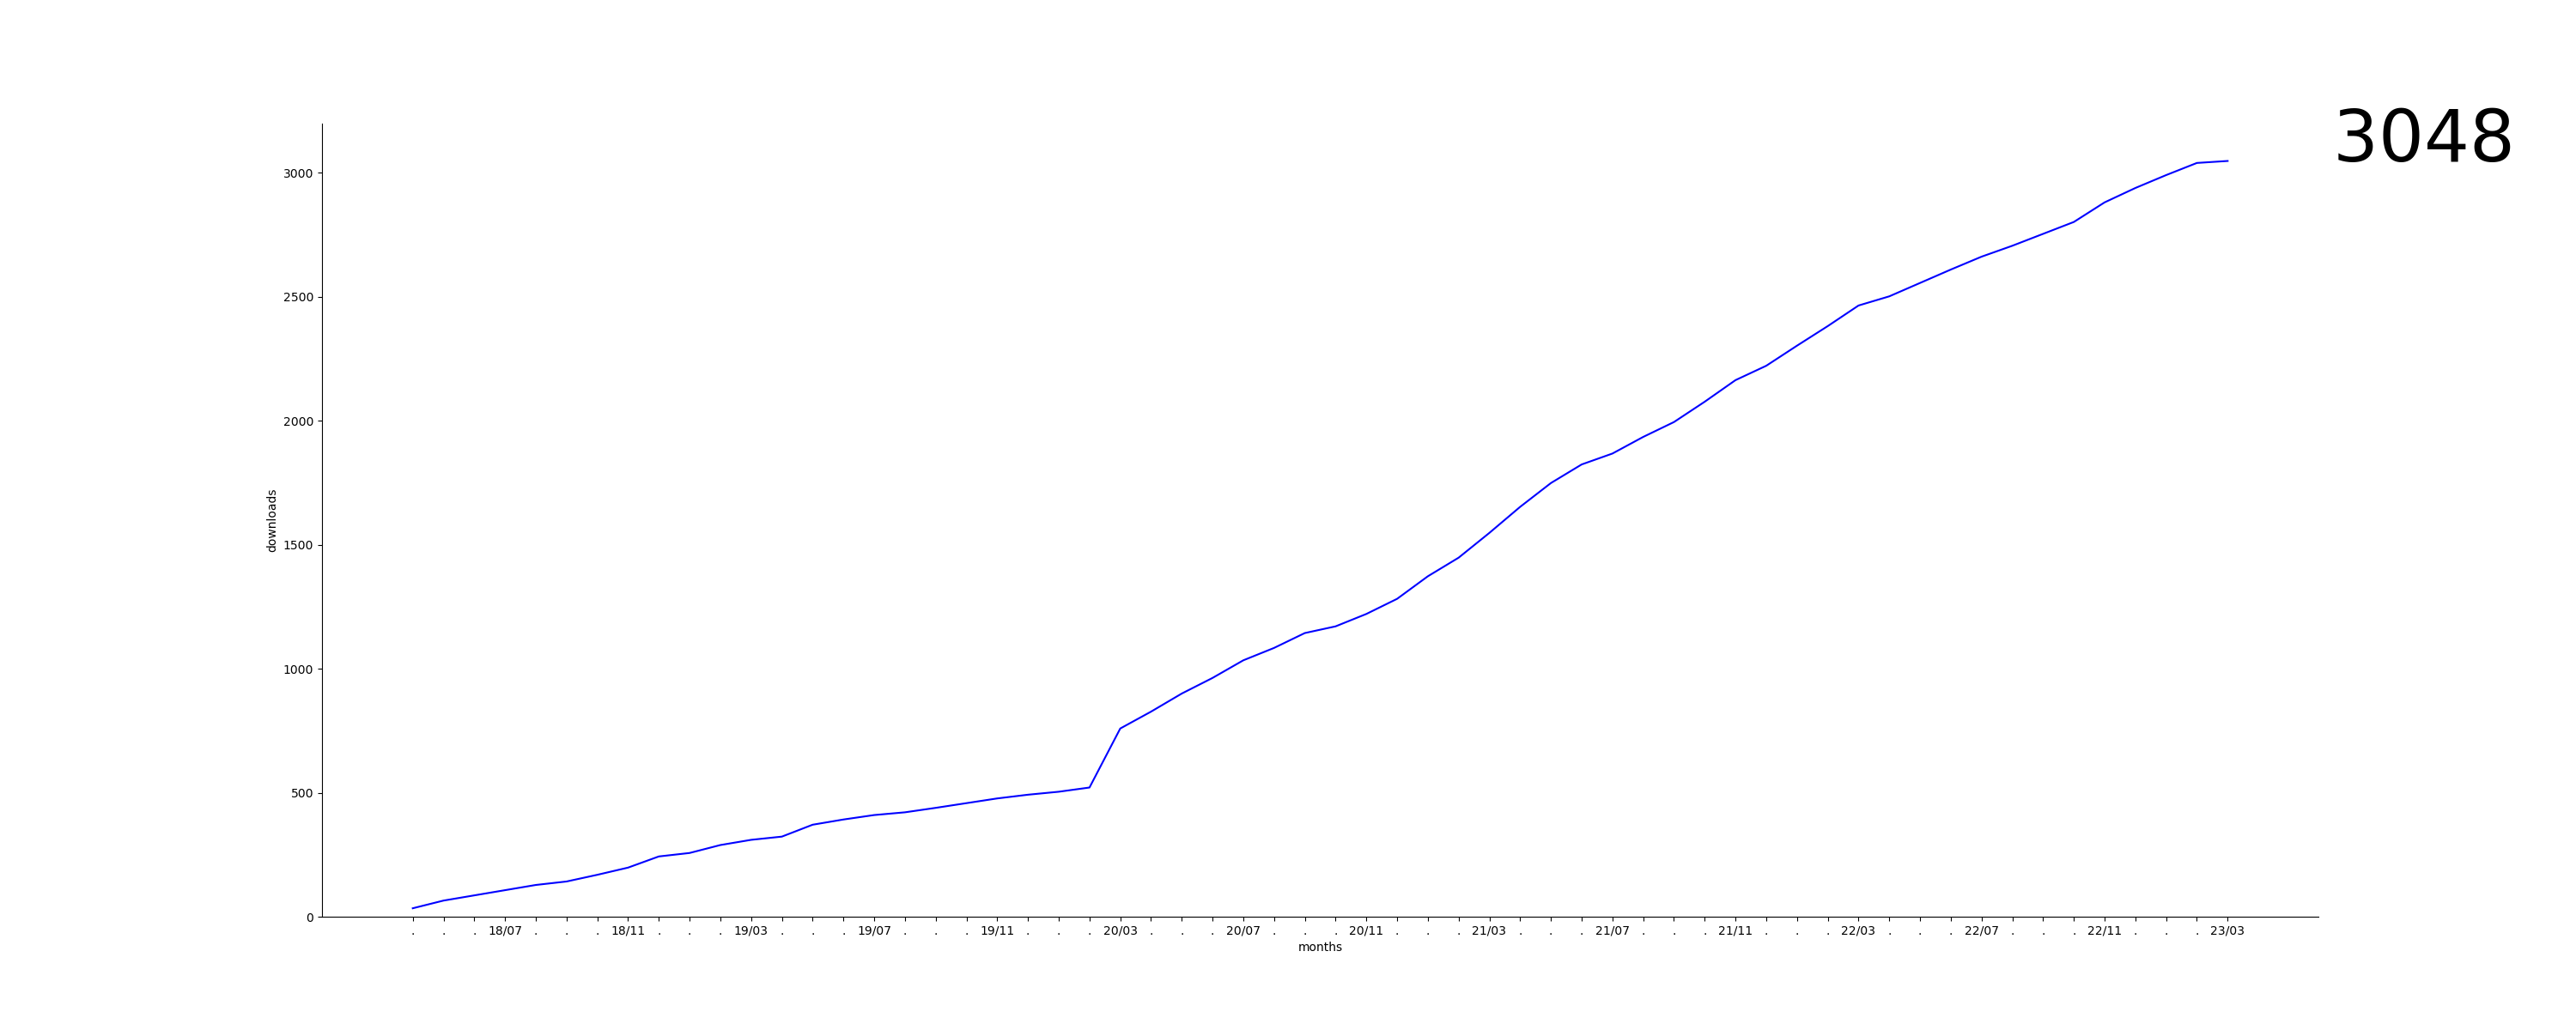 3048
3000
2500
2000
1500
1000
500
0
downloads
. . . 18/07 . . . 18/11 . . . 19/03 . . . 19/07 . . . 19/11 . . . 20/03 . . . 20/07 . . . 20/11 . . . 21/03 . . . 21/07 . . . 21/11 . . . 22/03 . . . 22/07 . . . 22/11 . . . 23/03
months